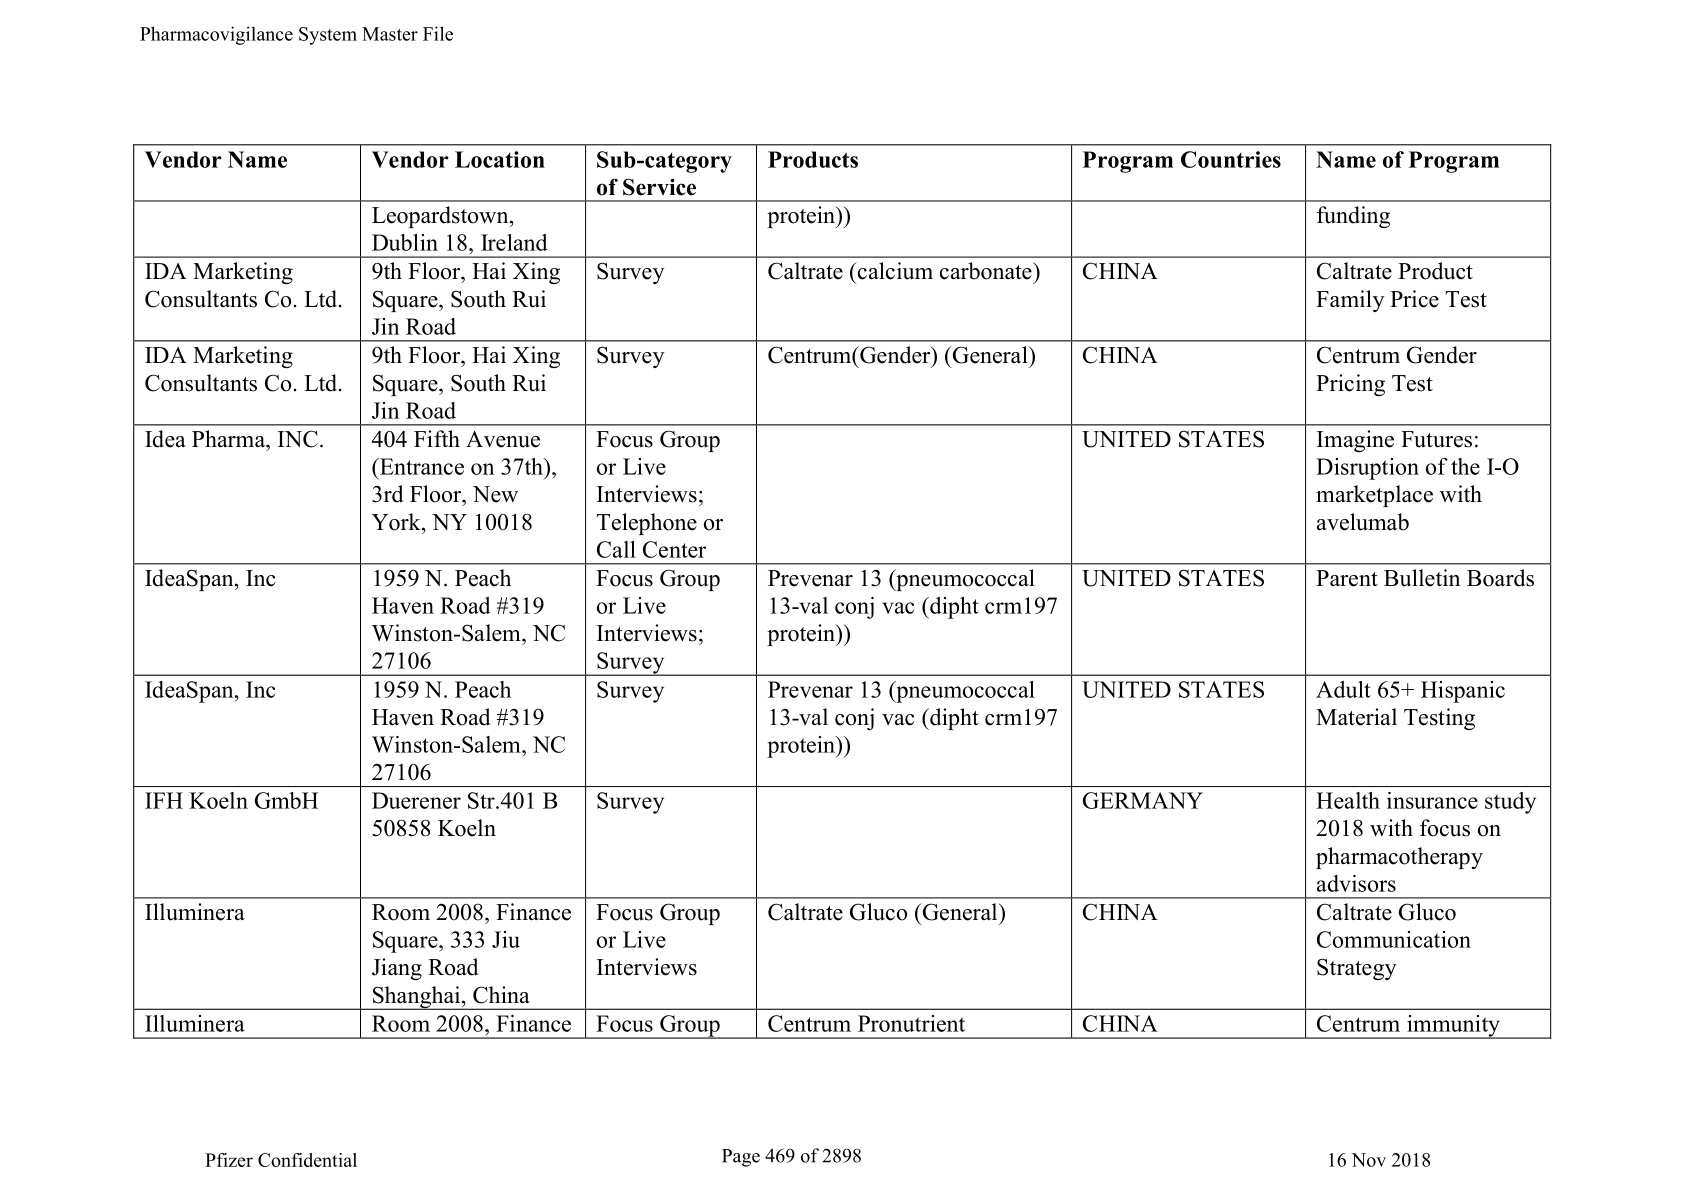 Pharmacovigilance System Master File
Vendor Name
Vendor Location
Sub-category
of Service
Products
Program Countries
Name of Program
Leopardstown,
Dublin 18, Ireland
protein))
funding
IDA Marketing
Consultants Co. Ltd.
9th Floor, Hai Xing
Square, South Rui
Jin Road
Survey
Caltrate (calcium carbonate)
CHINA
Caltrate Product
Family Price Test
IDA Marketing
Consultants Co. Ltd.
9th Floor, Hai Xing
Square, South Rui
Jin Road
Survey
Centrum(Gender) (General)
CHINA
Centrum Gender
Pricing Test
Idea Pharma, INC.
404 Fifth Avenue
(Entrance on 37th),
3rd Floor, New
York, NY 10018
Focus Group
or Live
Interviews;
Telephone or
Call Center
UNITED STATES
Imagine Futures:
Disruption of the I-O
marketplace with
avelumab
IdeaSpan, Inc
1959 N. Peach
Haven Road #319
Winston-Salem, NC
27106
Focus Group
or Live
Interviews;
Survey
Prevenar 13 (pneumococcal
13-val conj vac (dipht crm197
protein))
UNITED STATES
Parent Bulletin Boards
IdeaSpan, Inc
1959 N. Peach
Haven Road #319
Winston-Salem, NC
27106
Survey
Prevenar 13 (pneumococcal
13-val conj vac (dipht crm197
protein))
UNITED STATES
Adult 65+ Hispanic
Material Testing
IFH Koeln GmbH
Duerener Str.401 B
50858 Koeln
Survey
GERMANY
Health insurance study
2018 with focus on
pharmacotherapy
advisors
Illuminera
Room 2008, Finance
Square, 333 Jiu
Jiang Road
Shanghai, China
Focus Group
or Live
Interviews
Caltrate Gluco (General)
CHINA
Caltrate Gluco
Communication
Strategy
Illuminera
Room 2008, Finance
Focus Group
Centrum Pronutrient
CHINA
Centrum immunity
Pfizer Confidential
Page 469 of 2898
16 Nov 2018